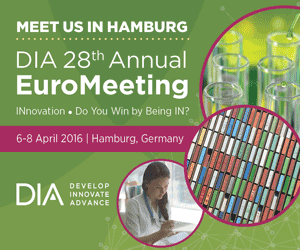 MEET US IN HAMBURG
DIA 28th Annual
EuroMeeting
INnovation • Do You Win by Being IN?
6-8 April 2016 | Hamburg, Germany
DIA
DEVELOP
INNOVATE
ADVANCE